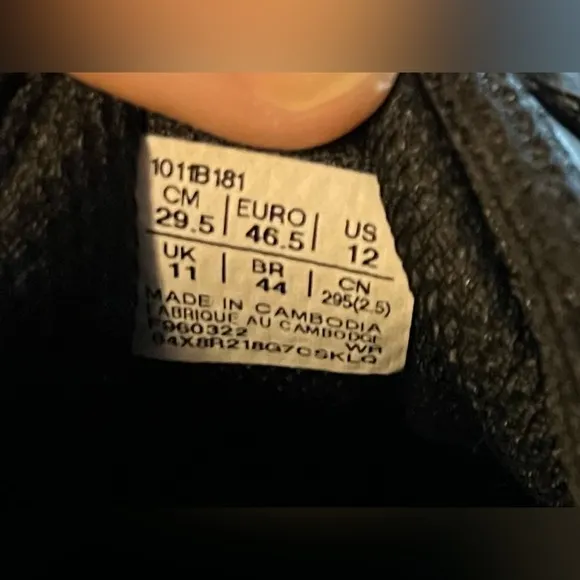 1011B181
CM EURO US
29.5 46.5 12
UK BR CN
11 44 295(2.5)
MADE IN CAMBODIA
FABRIQUE AU CAMBODGE
F960322 WR